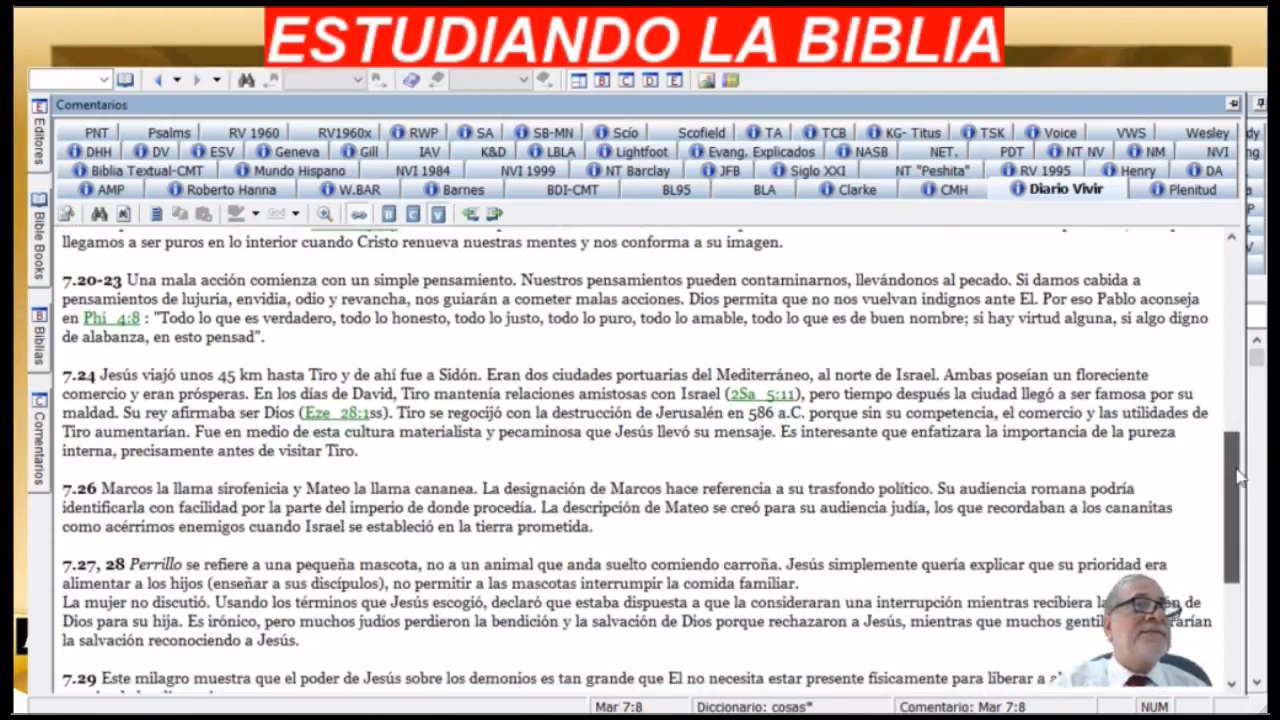 ESTUDIANDO LA BIBLIA
Comentarios
PNT Psalms RV 1960 RV1960x RWP SA SB-MN Scío Scofield TA TCB KG- Titus TSK Voice VWS Wesley dy
DHH DV ESV Geneva Gill IAV K&D LBLA Lightfoot Evang. Explicados NASB NET. PDT NT NV NM NVI ng
Biblia Textual-CMT Mundo Hispano NVI 1984 NVI 1999 NT Barclay JFB Siglo XXI NT "Peshita" RV 1995 Henry DA
AMP Roberto Hanna W.BAR Barnes BDI-CMT BL95 BLA Clarke CMH Diario Vivir Plenitud
Editores
Bible Books
Biblias
Comentarios
llegamos a ser puros en lo interior cuando Cristo renueva nuestras mentes y nos conforma a su imagen.
7.20-23 Una mala acción comienza con un simple pensamiento. Nuestros pensamientos pueden contaminarnos, llevándonos al pecado. Si damos cabida a
pensamientos de lujuria, envidia, odio y revancha, nos guiarán a cometer malas acciones. Dios permita que no nos vuelvan indignos ante El. Por eso Pablo aconseja
en Phi_4:8 : "Todo lo que es verdadero, todo lo honesto, todo lo justo, todo lo puro, todo lo amable, todo lo que es de buen nombre; si hay virtud alguna, si algo digno
de alabanza, en esto pensad".
7.24 Jesús viajó unos 45 km hasta Tiro y de ahí fue a Sidón. Eran dos ciudades portuarias del Mediterráneo, al norte de Israel. Ambas poseían un floreciente
comercio y eran prósperas. En los días de David, Tiro mantenía relaciones amistosas con Israel (2Sa_5:11), pero tiempo después la ciudad llegó a ser famosa por su
maldad. Su rey afirmaba ser Dios (Eze_28:1ss). Tiro se regocijó con la destrucción de Jerusalén en 586 a.C. porque sin su competencia, el comercio y las utilidades de
Tiro aumentarían. Fue en medio de esta cultura materialista y pecaminosa que Jesús llevó su mensaje. Es interesante que enfatizara la importancia de la pureza
interna, precisamente antes de visitar Tiro.
7.26 Marcos la llama sirofenicia y Mateo la llama cananea. La designación de Marcos hace referencia a su trasfondo político. Su audiencia romana podría
identificarla con facilidad por la parte del imperio de donde procedía. La descripción de Mateo se creó para su audiencia judía, los que recordaban a los cananitas
como acérrimos enemigos cuando Israel se estableció en la tierra prometida.
7.27, 28 Perrillo se refiere a una pequeña mascota, no a un animal que anda suelto comiendo carroña. Jesús simplemente quería explicar que su prioridad era
alimentar a los hijos (enseñar a sus discípulos), no permitir a las mascotas interrumpir la comida familiar.
La mujer no discutió. Usando los términos que Jesús escogió, declaró que estaba dispuesta a que la consideraran una interrupción mientras recibiera de
Dios para su hija. Es irónico, pero muchos judíos perdieron la bendición y la salvación de Dios porque rechazaron a Jesús, mientras que muchos
la salvación reconociendo a Jesús.
7.29 Este milagro muestra que el poder de Jesús sobre los demonios es tan grande que El no necesita estar presente físicamente para liberar a
Mar 7:8 Diccionario: cosas* Comentario: Mar 7:8 NUM